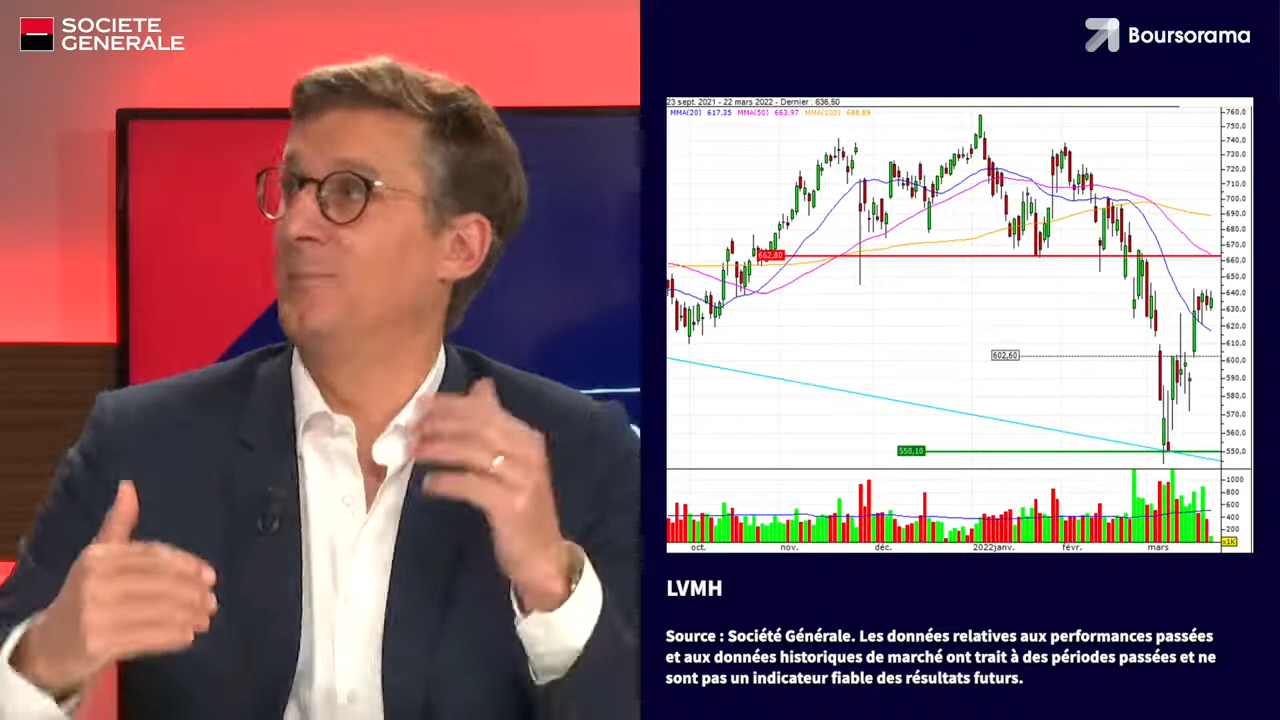 SOCIETE
GENERALE
Boursorama
23 sept. 2021 - 22 mars 2022 - Dernier : 636,50
MMA(20) 617.35 MMA(50) 663.97 MMA(100) 688.89
760.0
750.0
740.0
730.0
720.0
710.0
700.0
690.0
680.0
670.0
662,80
660.0
650.0
640.0
630.0
620.0
610.0
602,60
600.0
590.0
580.0
570.0
560.0
550,10
550.0
1000
800
600
400
200
x1K
oct. nov. déc. 2022janv. févr. mars
LVMH
Source : Société Générale. Les données relatives aux performances passées
et aux données historiques de marché ont trait à des périodes passées et ne
sont pas un indicateur fiable des résultats futurs.